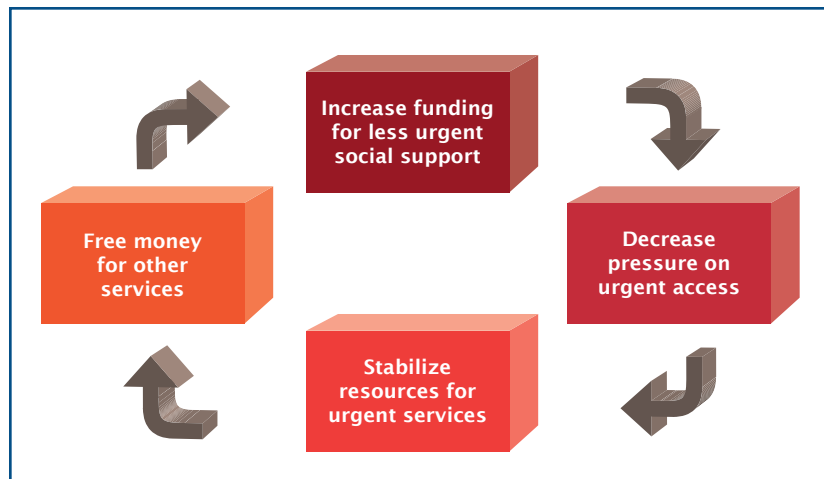 Increase funding
for less urgent
social support
Free money
for other
services
Decrease
pressure on
urgent access
Stabilize
resources for
urgent services